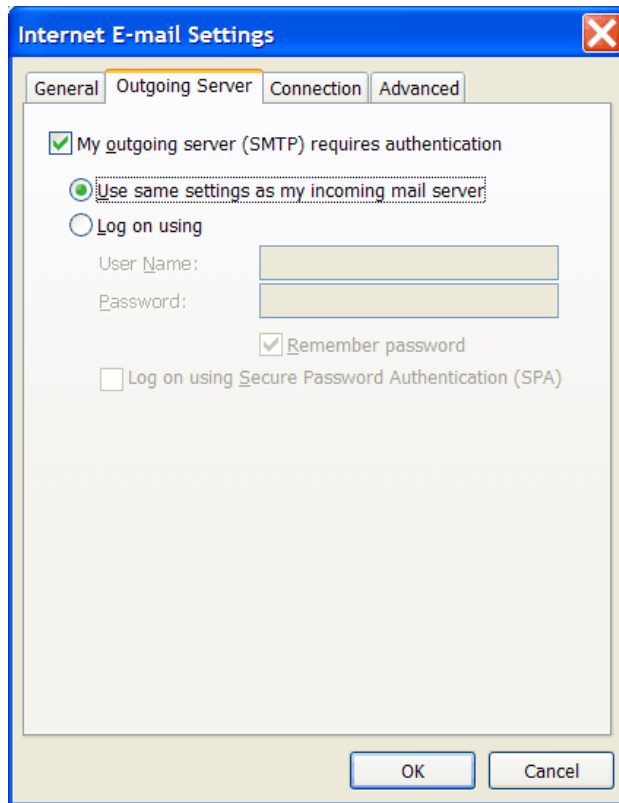 Internet E-mail Settings
General Outgoing Server Connection Advanced
My outgoing server (SMTP) requires authentication
Use same settings as my incoming mail server
Log on using
User Name:
Password:
Remember password
Log on using Secure Password Authentication (SPA)
OK Cancel